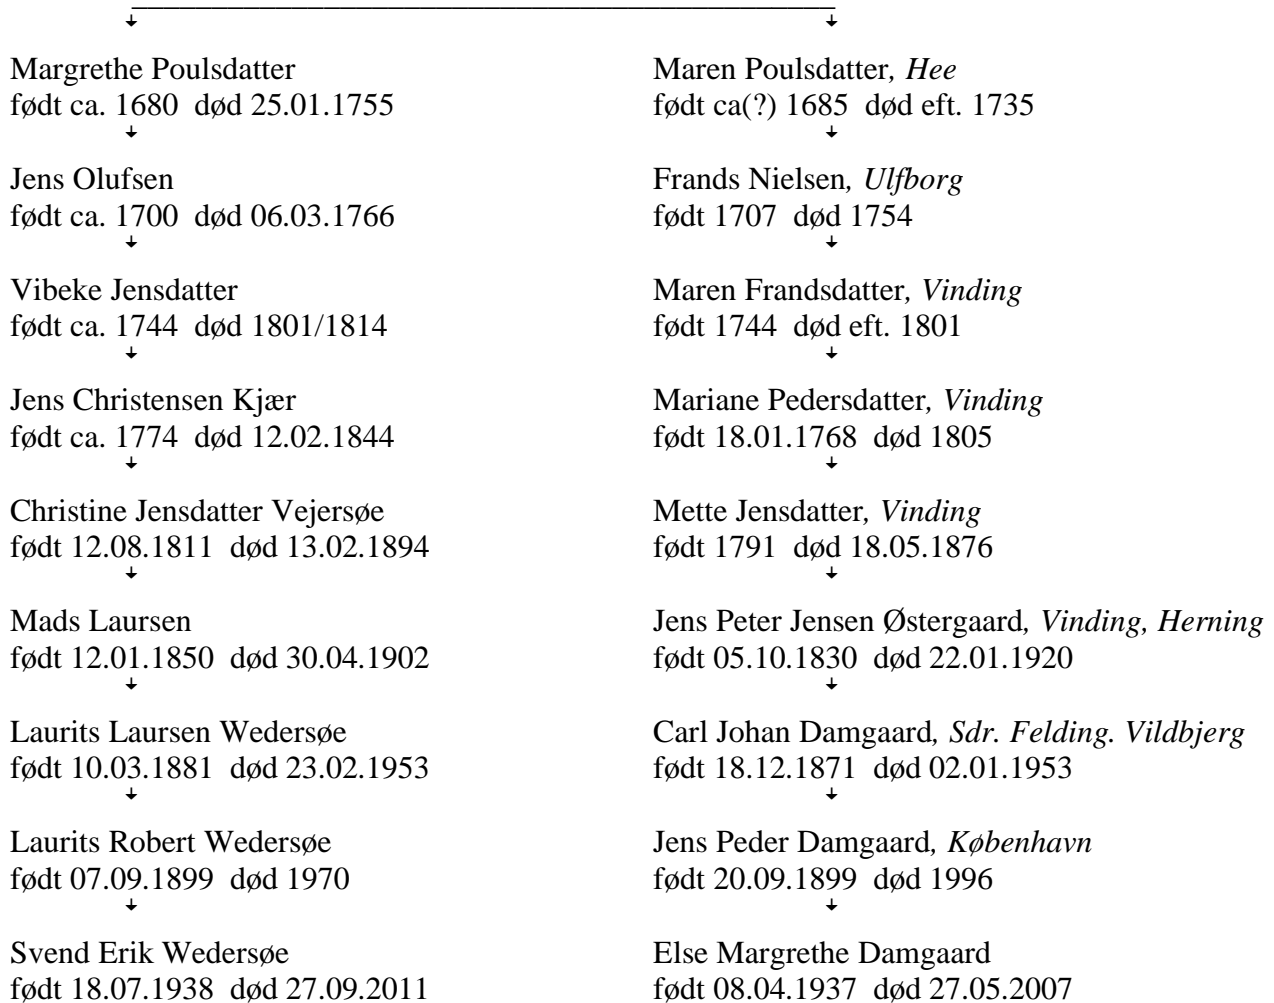 Margrethe Poulsdatter
født ca. 1680 død 25.01.1755
Jens Olufsen
født ca. 1700 død 06.03.1766
Vibeke Jensdatter
født ca. 1744 død 1801/1814
Jens Christensen Kjær
født ca. 1774 død 12.02.1844
Christine Jensdatter Vejersøe
født 12.08.1811 død 13.02.1894
Mads Laursen
født 12.01.1850 død 30.04.1902
Laurits Laursen Wedersøe
født 10.03.1881 død 23.02.1953
Laurits Robert Wedersøe
født 07.09.1899 død 1970
Svend Erik Wedersøe
født 18.07.1938 død 27.09.2011
Maren Poulsdatter, Hee
født ca(?) 1685 død eft. 1735
Frands Nielsen, Ulfborg
født 1707 død 1754
Maren Frandsdatter, Vinding
født 1744 død eft. 1801
Mariane Pedersdatter, Vinding
født 18.01.1768 død 1805
Mette Jensdatter, Vinding
født 1791 død 18.05.1876
Jens Peter Jensen Østergaard, Vinding, Herning
født 05.10.1830 død 22.01.1920
Carl Johan Damgaard, Sdr. Felding. Vildbjerg
født 18.12.1871 død 02.01.1953
Jens Peder Damgaard, København
født 20.09.1899 død 1996
Else Margrethe Damgaard
født 08.04.1937 død 27.05.2007